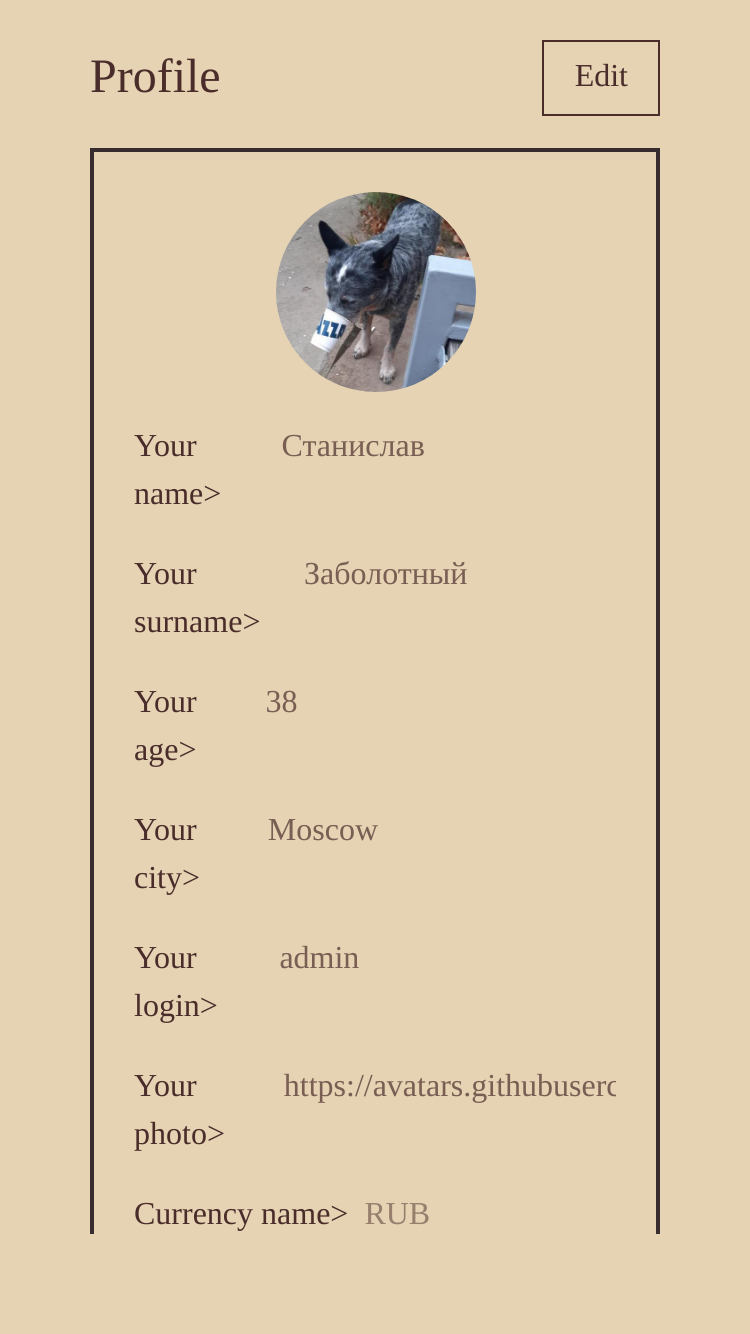 Profile
Edit
Your name> Станислав
Your surname> Заболотный
Your age> 38
Your city> Moscow
Your login> admin
Your photo> https://avatars.githubuserc
Currency name> RUB